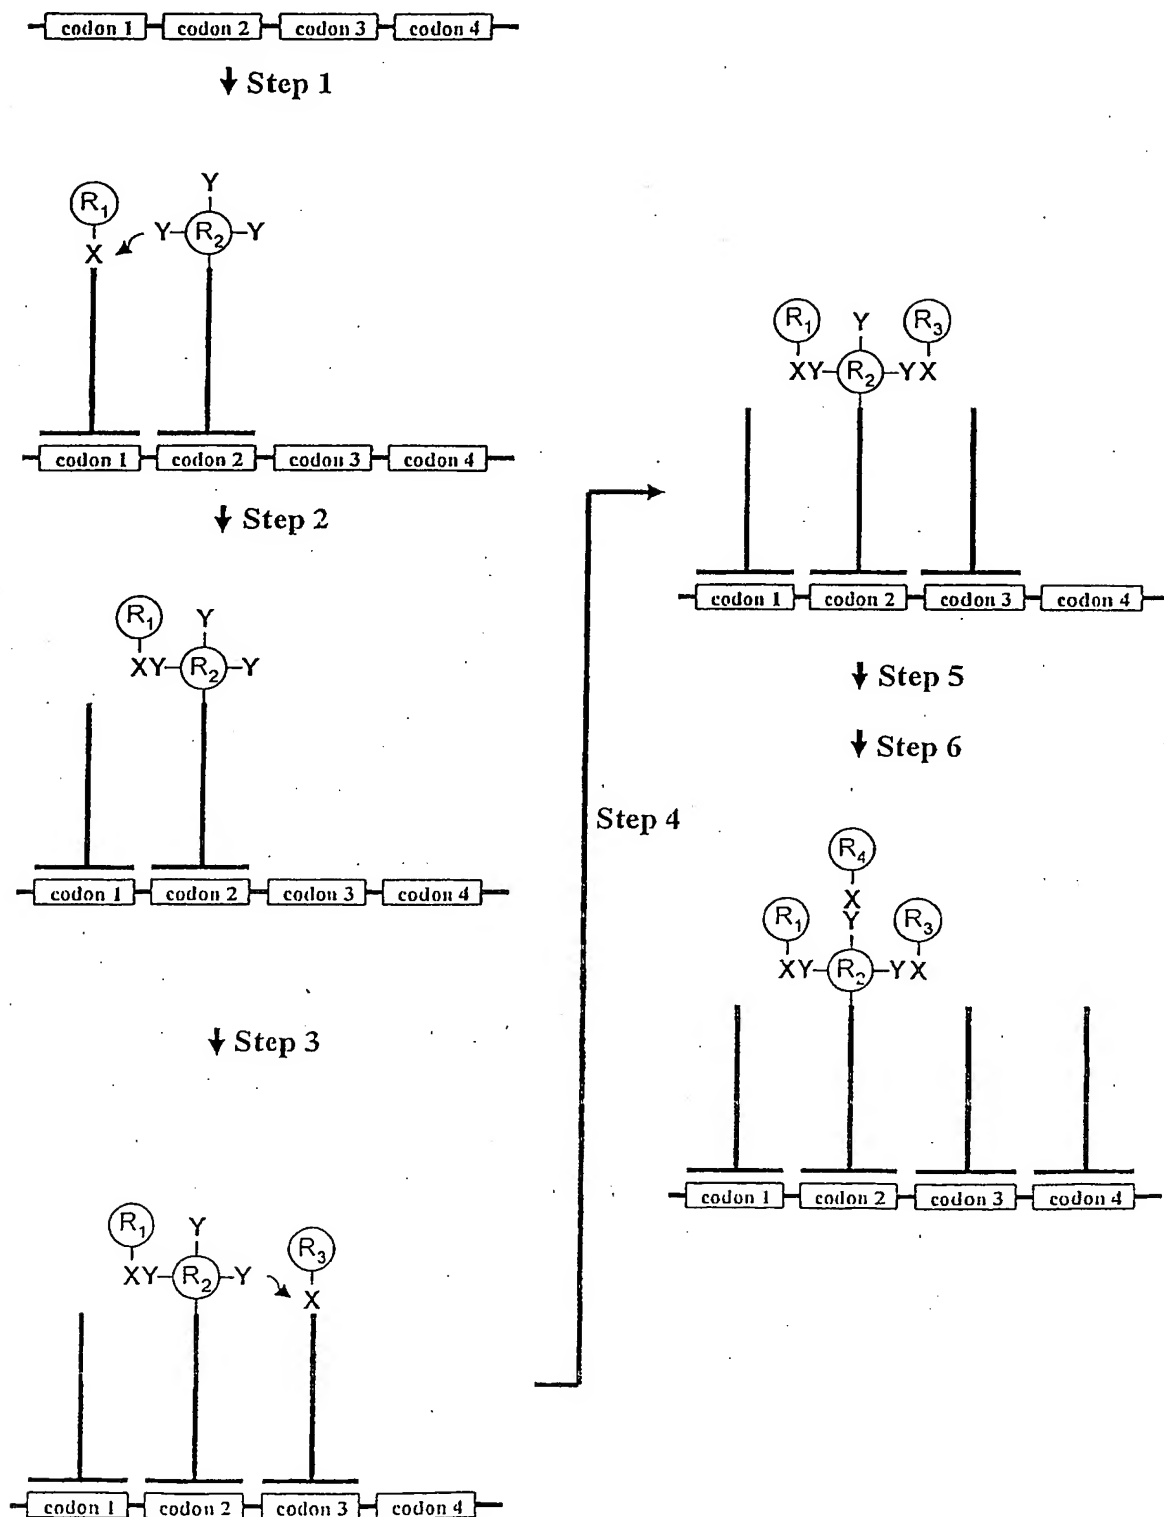 codon 1 codon 2 codon 3 codon 4
Step 1
R1 Y
X Y R2 Y
codon 1 codon 2 codon 3 codon 4
Step 2
R1 Y
XY R2 Y
codon 1 codon 2 codon 3 codon 4
Step 3
R1 Y R3
XY R2 Y X
codon 1 codon 2 codon 3 codon 4
Step 4
R1 Y R3
XY R2 YX
codon 1 codon 2 codon 3 codon 4
Step 5
Step 6
R4
X
R1 Y R3
XY R2 YX
codon 1 codon 2 codon 3 codon 4